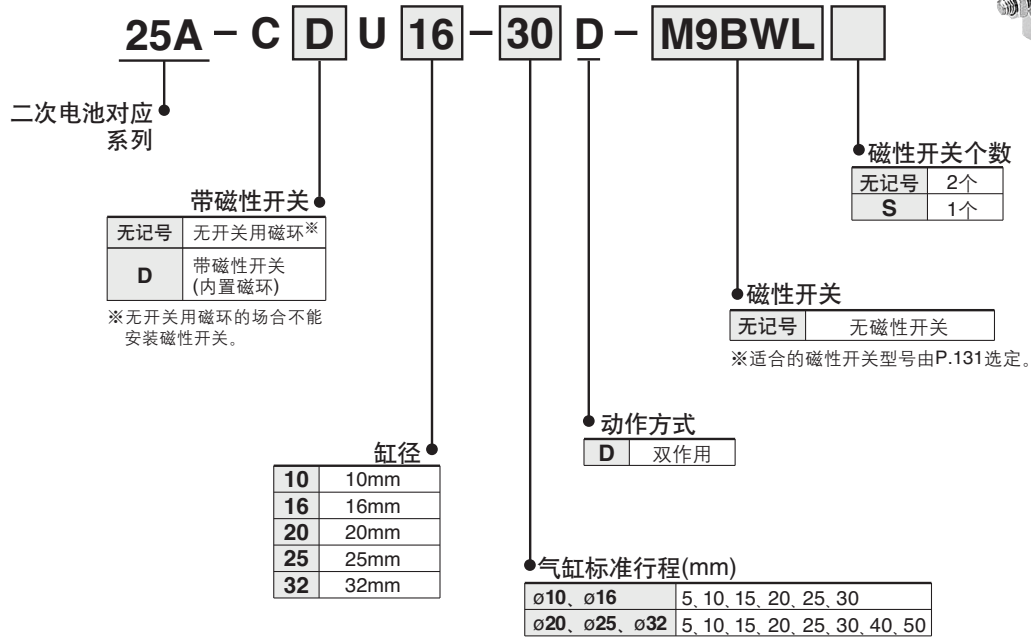 25A – C D U 16 – 30 D – M9BWL
二次电池对应
系列
磁性开关个数
无记号 2个
S 1个
带磁性开关
无记号 无开关用磁环※
D 带磁性开关
(内置磁环)
※无开关用磁环的场合不能
安装磁性开关。
磁性开关
无记号 无磁性开关
※适合的磁性开关型号由P.131选定。
动作方式
D 双作用
缸径
10 10mm
16 16mm
20 20mm
25 25mm
32 32mm
气缸标准行程(mm)
ø10、ø16 5、10、15、20、25、30
ø20、ø25、ø32 5、10、15、20、25、30、40、50